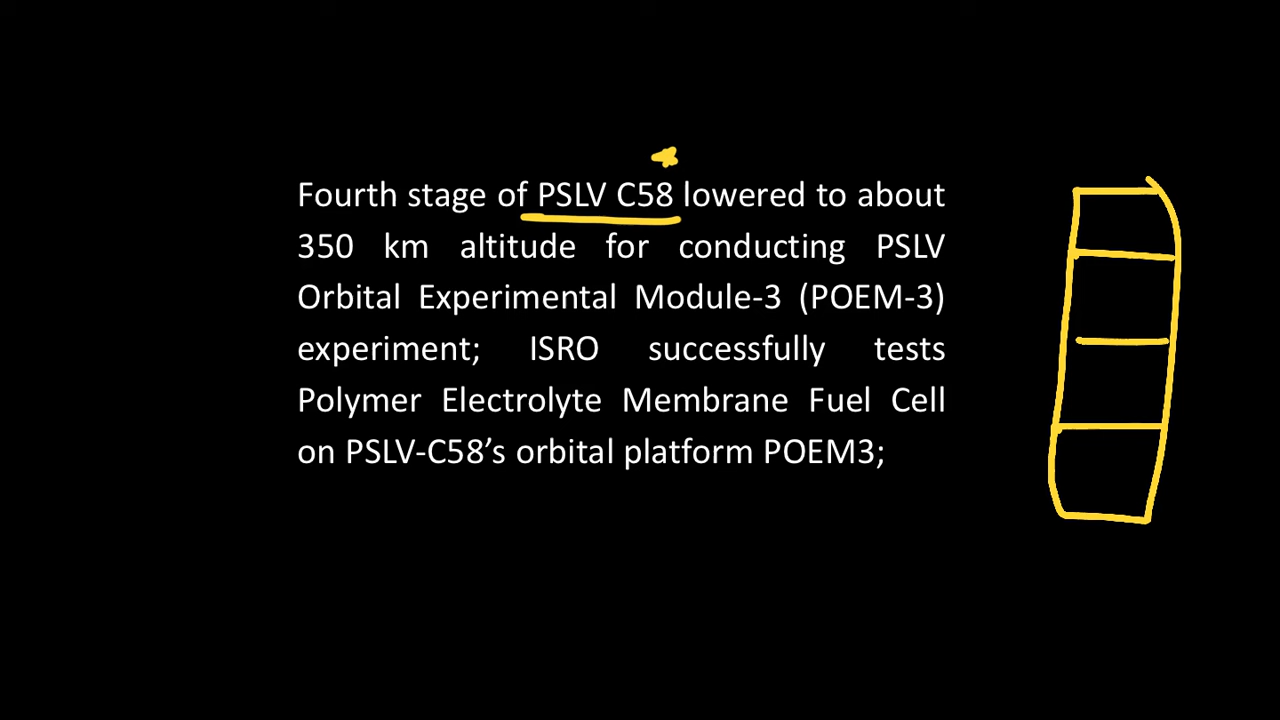 Fourth stage of PSLV C58 lowered to about
350 km altitude for conducting PSLV
Orbital Experimental Module-3 (POEM-3)
experiment; ISRO successfully tests
Polymer Electrolyte Membrane Fuel Cell
on PSLV-C58’s orbital platform POEM3;